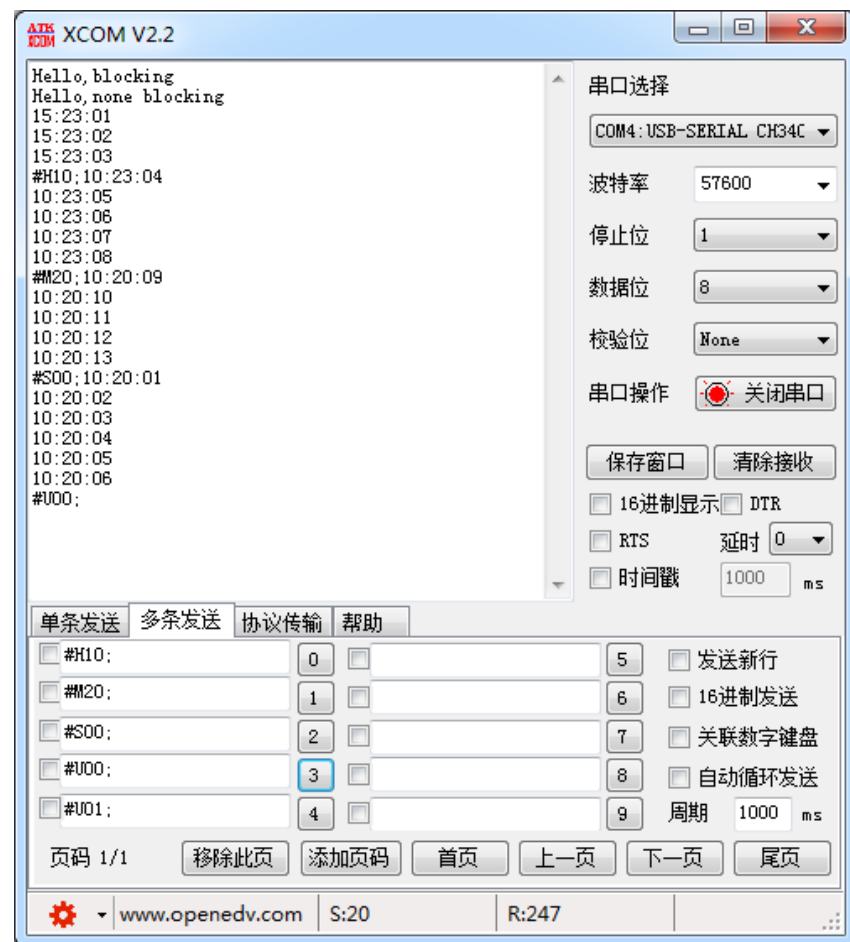 ATK XCOM XCOM V2.2
Hello,blocking
Hello,none blocking
15:23:01
15:23:02
15:23:03
#H10;10:23:04
10:23:05
10:23:06
10:23:07
10:23:08
#M20;10:20:09
10:20:10
10:20:11
10:20:12
10:20:13
#S00;10:20:01
10:20:02
10:20:03
10:20:04
10:20:05
10:20:06
#U00;
串口选择
COM4:USB-SERIAL CH34C
波特率 57600
停止位 1
数据位 8
校验位 None
串口操作 关闭串口
保存窗口 清除接收
16进制显示 DTR
RTS 延时 0
时间戳 1000 ms
单条发送 多条发送 协议传输 帮助
#H10; 0 5 发送新行
#M20; 1 6 16进制发送
#S00; 2 7 关联数字键盘
#U00; 3 8 自动循环发送
#U01; 4 9 周期 1000 ms
页码 1/1 移除此页 添加页码 首页 上一页 下一页 尾页
www.openedv.com S:20 R:247